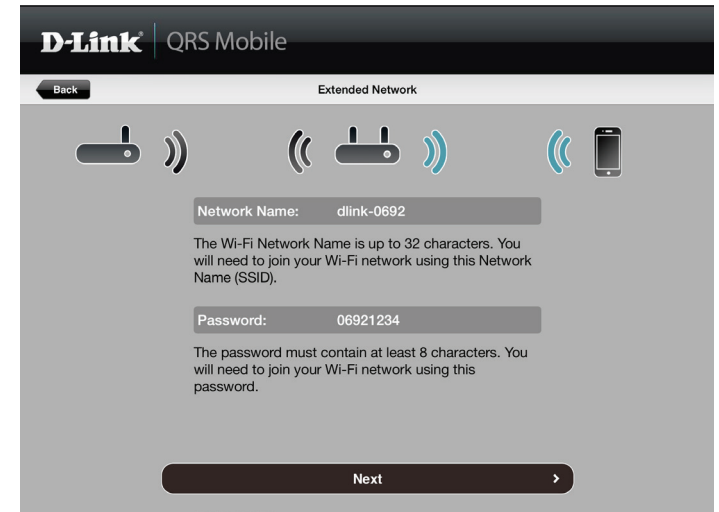 D-Link® QRS Mobile
Back Extended Network
Network Name: dlink-0692
The Wi-Fi Network Name is up to 32 characters. You
will need to join your Wi-Fi network using this Network
Name (SSID).
Password: 06921234
The password must contain at least 8 characters. You
will need to join your Wi-Fi network using this
password.
Next